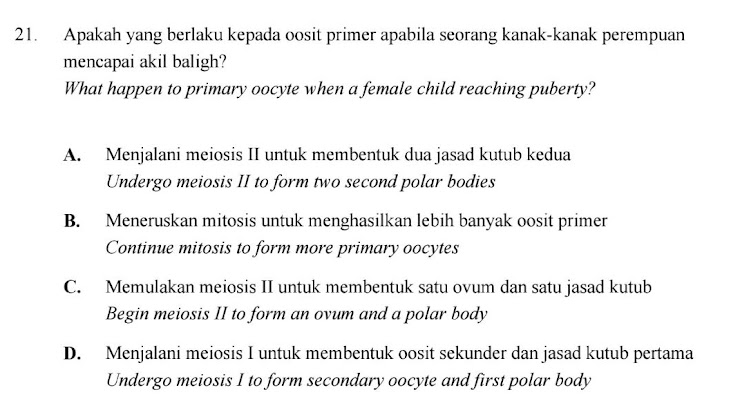 21. Apakah yang berlaku kepada oosit primer apabila seorang kanak-kanak perempuan
mencapai akil baligh?
What happen to primary oocyte when a female child reaching puberty?
A. Menjalani meiosis II untuk membentuk dua jasad kutub kedua
Undergo meiosis II to form two second polar bodies
B. Meneruskan mitosis untuk menghasilkan lebih banyak oosit primer
Continue mitosis to form more primary oocytes
C. Memulakan meiosis II untuk membentuk satu ovum dan satu jasad kutub
Begin meiosis II to form an ovum and a polar body
D. Menjalani meiosis I untuk membentuk oosit sekunder dan jasad kutub pertama
Undergo meiosis I to form secondary oocyte and first polar body